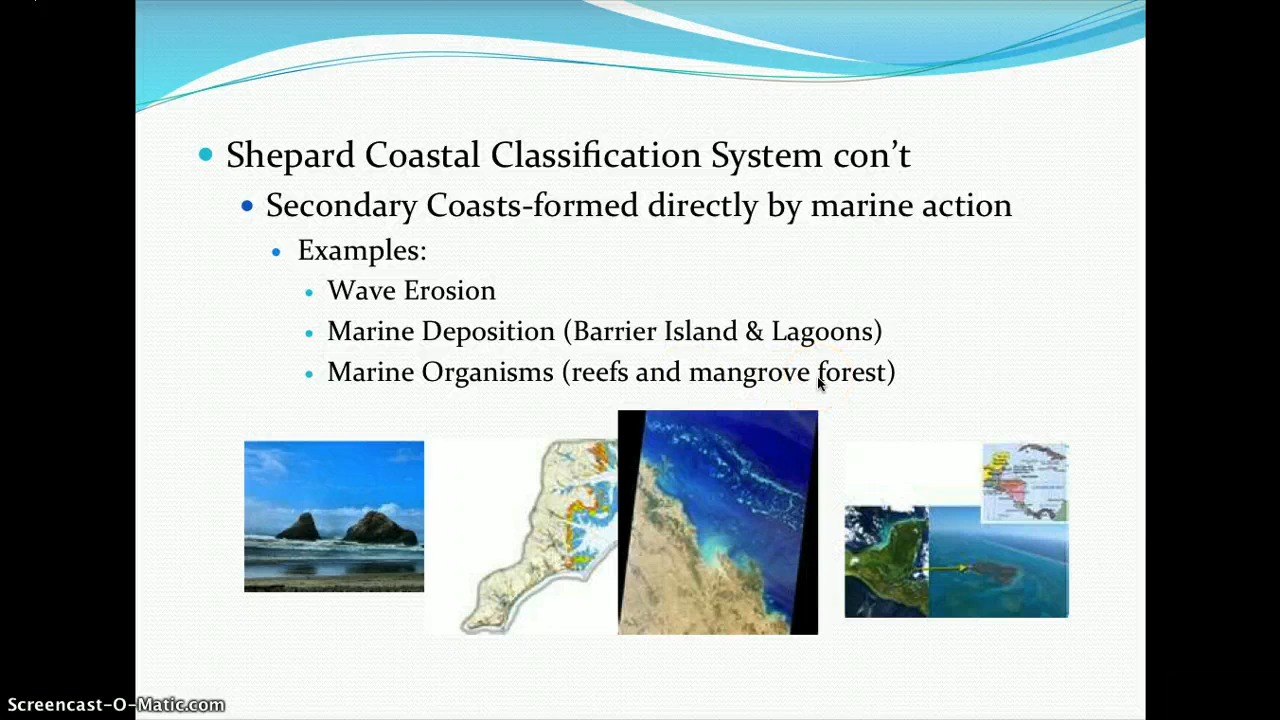 Shepard Coastal Classification System con’t
Secondary Coasts-formed directly by marine action
Examples:
Wave Erosion
Marine Deposition (Barrier Island & Lagoons)
Marine Organisms (reefs and mangrove forest)
Screencast-O-Matic.com